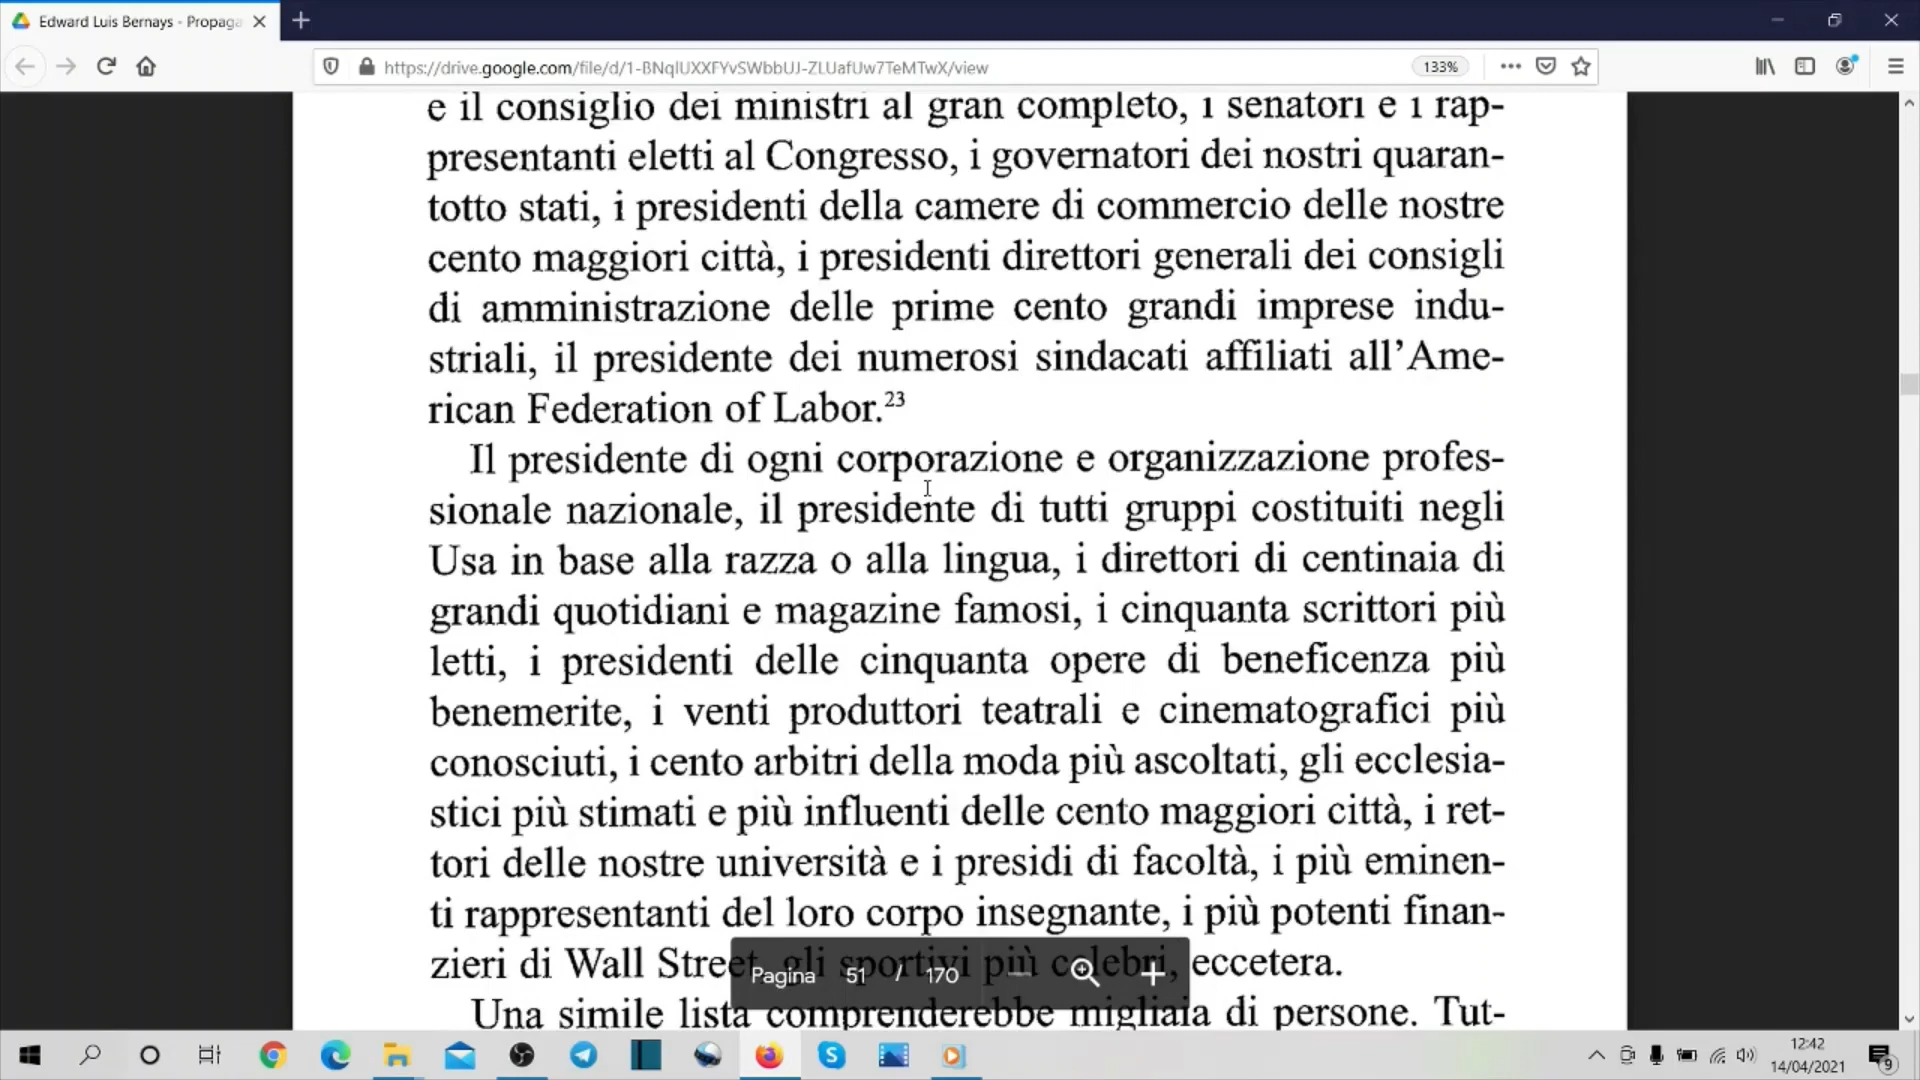 Edward Luis Bernays - Propaga
https://drive.google.com/file/d/1-BNqlUXXFYvSWbbUJ-ZLUafUw7TeMTwX/view
133%
e il consiglio dei ministri al gran completo, i senatori e i rap-
presentanti eletti al Congresso, i governatori dei nostri quaran-
totto stati, i presidenti della camere di commercio delle nostre
cento maggiori città, i presidenti direttori generali dei consigli
di amministrazione delle prime cento grandi imprese indu-
striali, il presidente dei numerosi sindacati affiliati all’Ame-
rican Federation of Labor.23
Il presidente di ogni corporazione e organizzazione profes-
sionale nazionale, il presidente di tutti gruppi costituiti negli
Usa in base alla razza o alla lingua, i direttori di centinaia di
grandi quotidiani e magazine famosi, i cinquanta scrittori più
letti, i presidenti delle cinquanta opere di beneficenza più
benemerite, i venti produttori teatrali e cinematografici più
conosciuti, i cento arbitri della moda più ascoltati, gli ecclesia-
stici più stimati e più influenti delle cento maggiori città, i ret-
tori delle nostre università e i presidi di facoltà, i più eminen-
ti rappresentanti del loro corpo insegnante, i più potenti finan-
zieri di Wall Street, gli sportivi più celebri, eccetera.
Pagina 51 / 170
Una simile lista comprenderebbe migliaia di persone. Tut-
12:42
14/04/2021
9